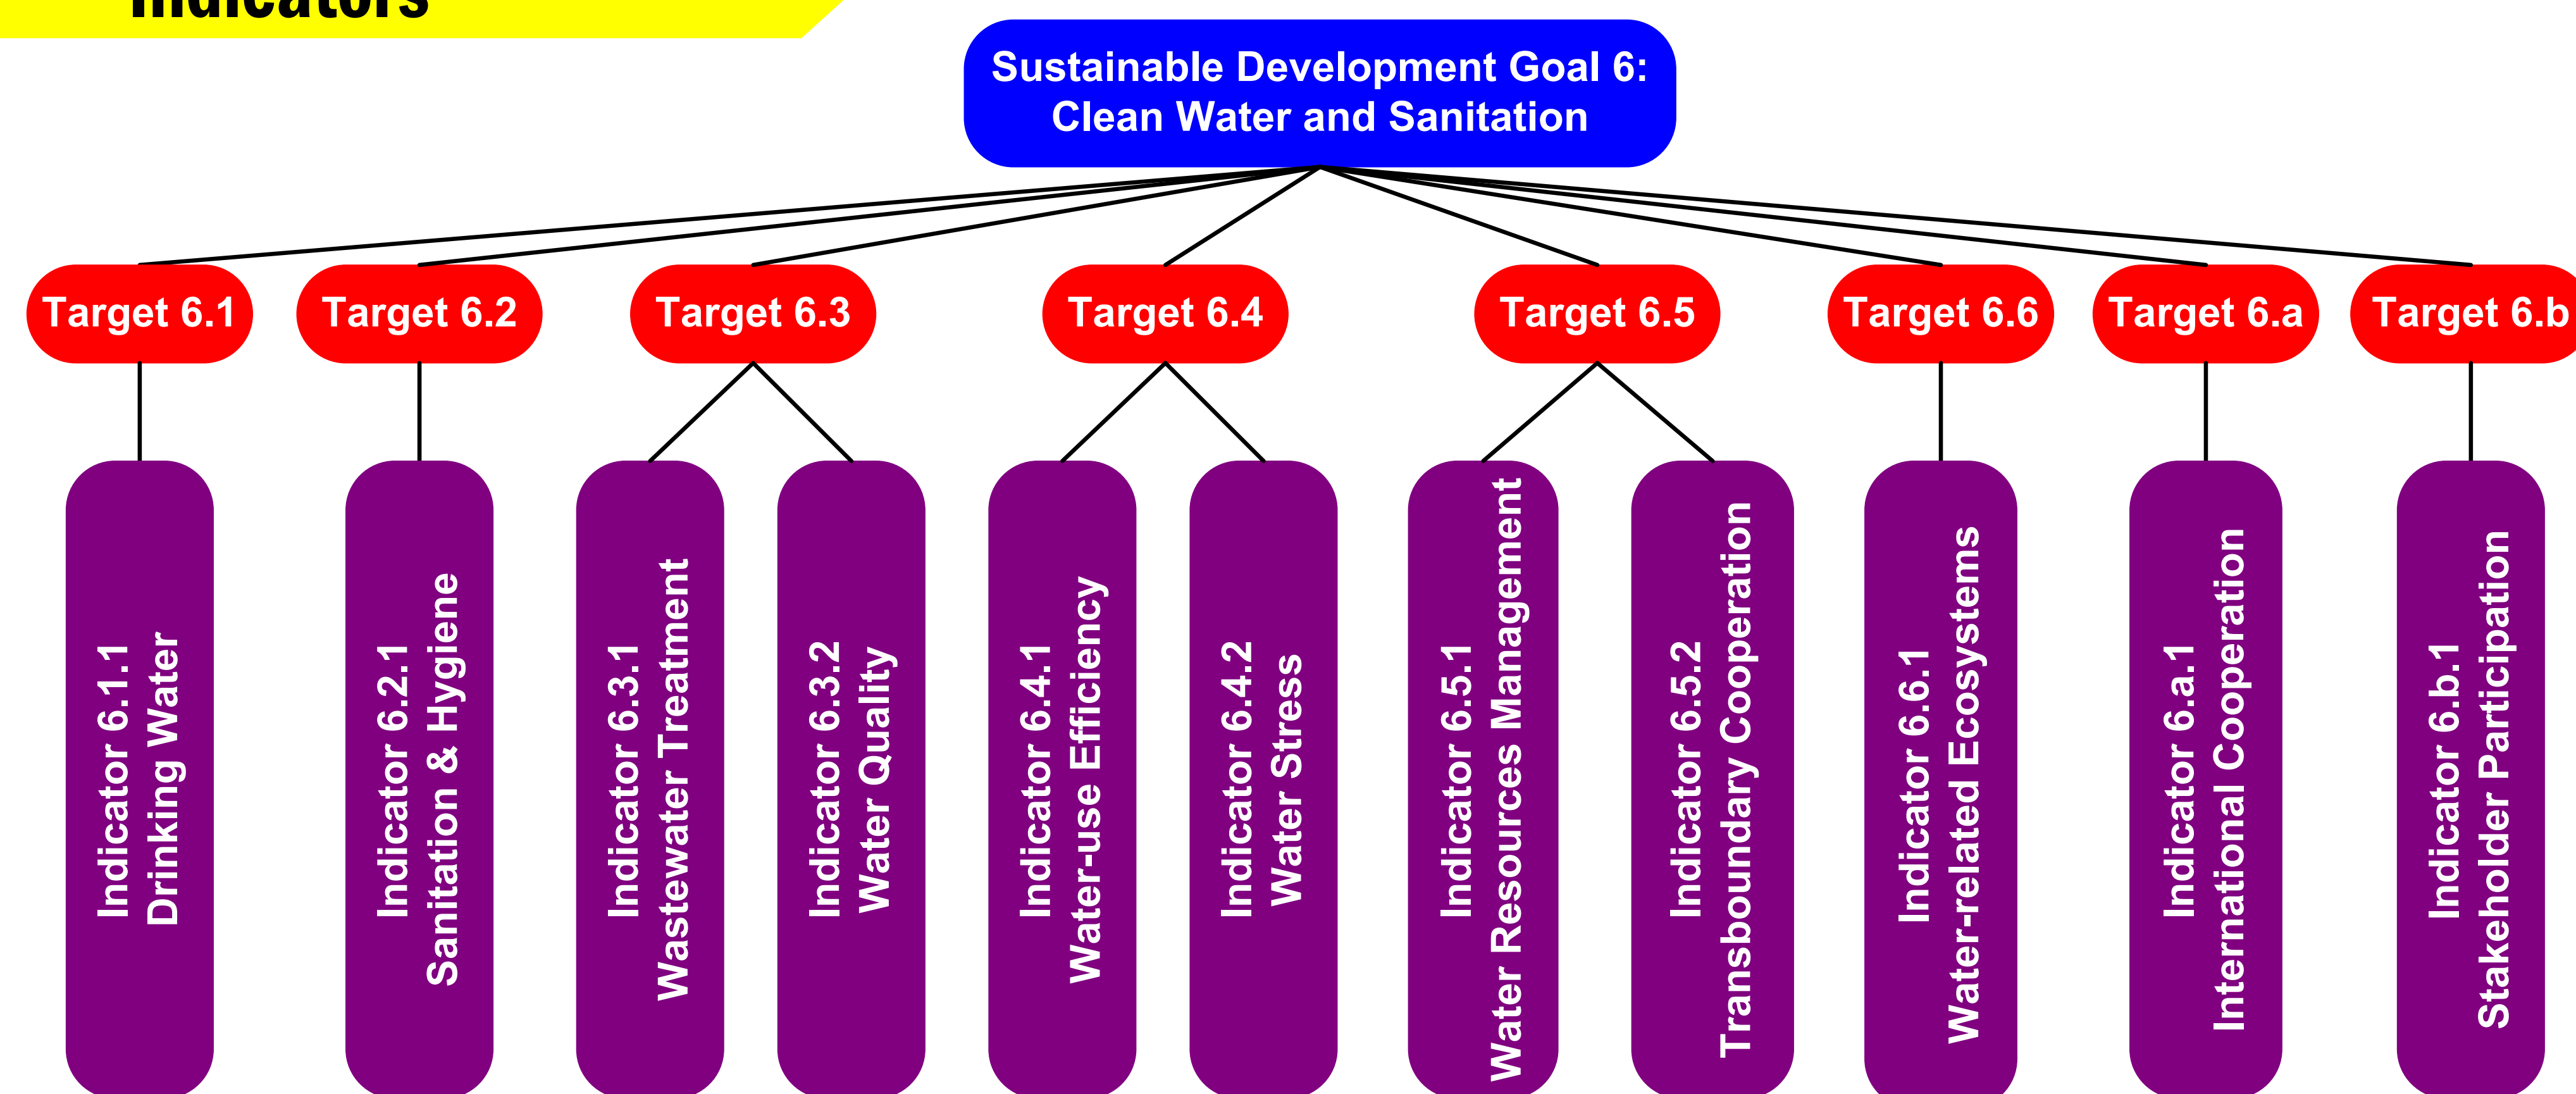 Indicators
Sustainable Development Goal 6:
Clean Water and Sanitation
Target 6.1
Target 6.2
Target 6.3
Target 6.4
Target 6.5
Target 6.6
Target 6.a
Target 6.b
Indicator 6.1.1
Drinking Water
Indicator 6.2.1
Sanitation & Hygiene
Indicator 6.3.1
Wastewater Treatment
Indicator 6.3.2
Water Quality
Indicator 6.4.1
Water-use Efficiency
Indicator 6.4.2
Water Stress
Indicator 6.5.1
Water Resources Management
Indicator 6.5.2
Transboundary Cooperation
Indicator 6.6.1
Water-related Ecosystems
Indicator 6.a.1
International Cooperation
Indicator 6.b.1
Stakeholder Participation